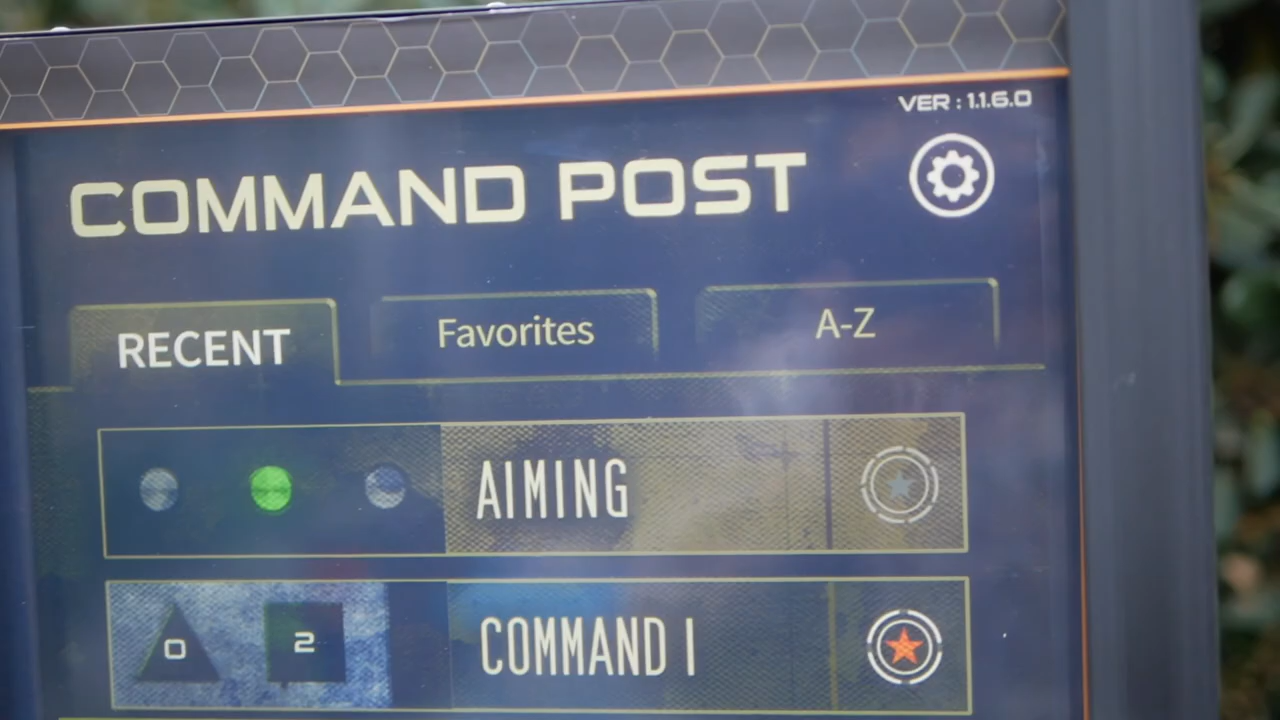 VER : 1.1.6.0
COMMAND POST
RECENT
Favorites
A-Z
AIMING
0 2
COMMAND I